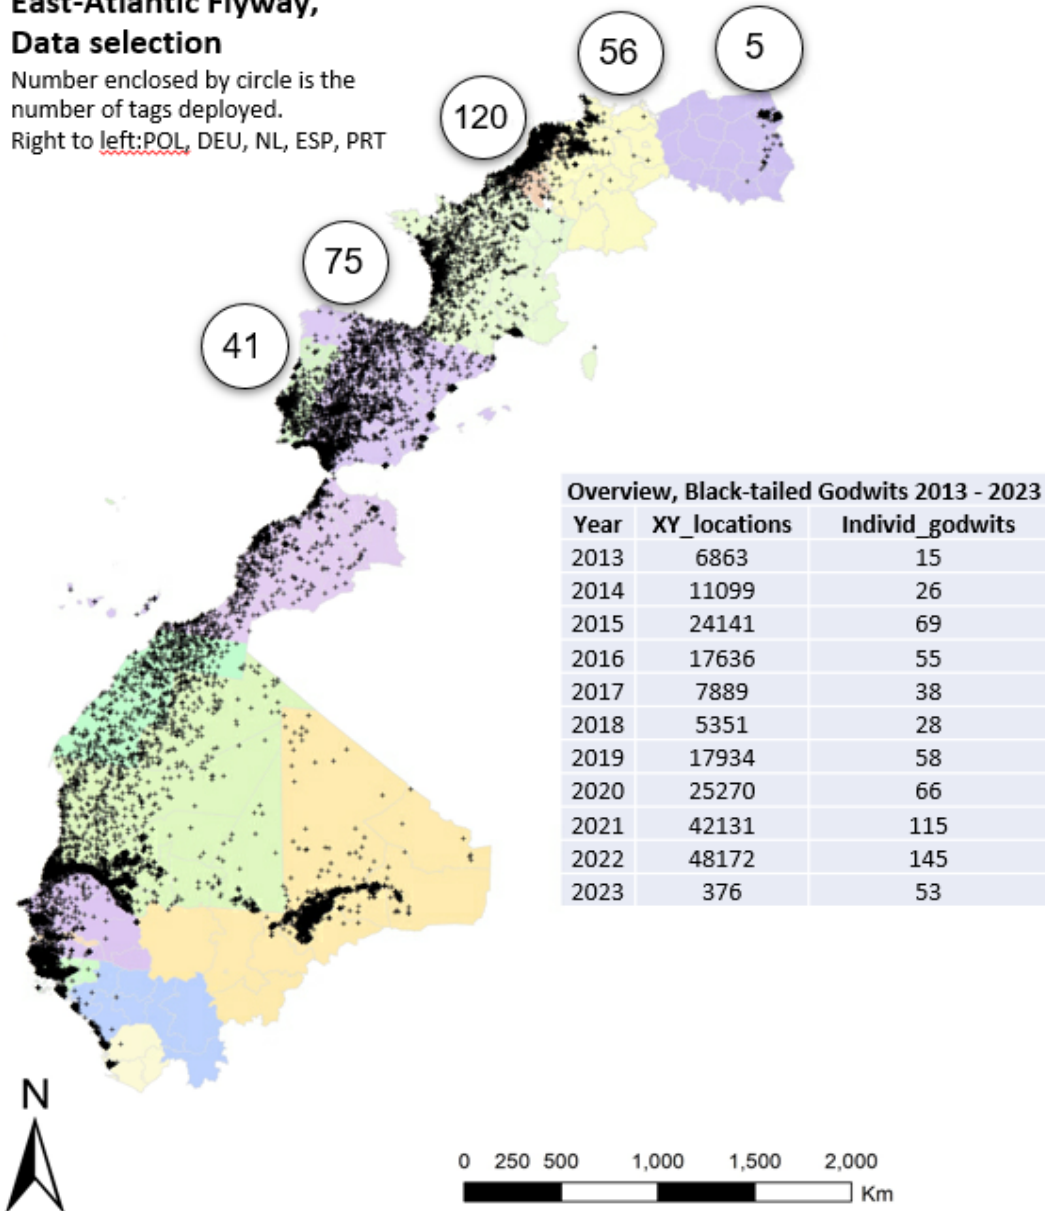 East-Atlantic Flyway,
Data selection
Number enclosed by circle is the
number of tags deployed.
Right to left:POL, DEU, NL, ESP, PRT
56
5
120
75
41
Overview, Black-tailed Godwits 2013 - 2023
Year XY_locations Individ_godwits
2013 6863 15
2014 11099 26
2015 24141 69
2016 17636 55
2017 7889 38
2018 5351 28
2019 17934 58
2020 25270 66
2021 42131 115
2022 48172 145
2023 376 53
N
0 250 500 1,000 1,500 2,000
Km